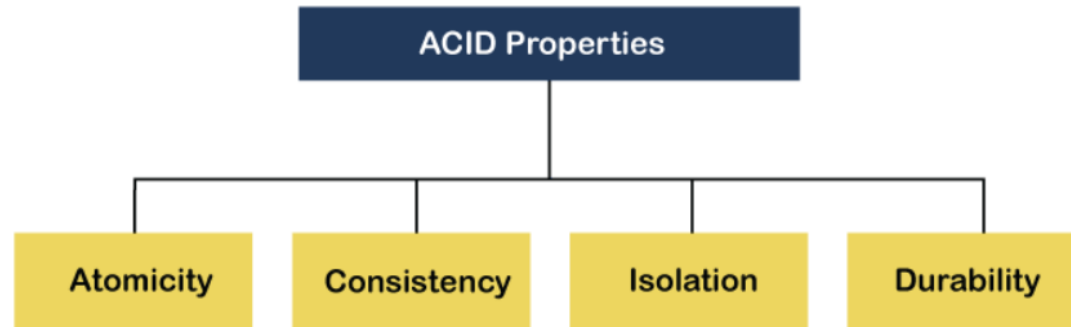 ACID Properties
Atomicity
Consistency
Isolation
Durability